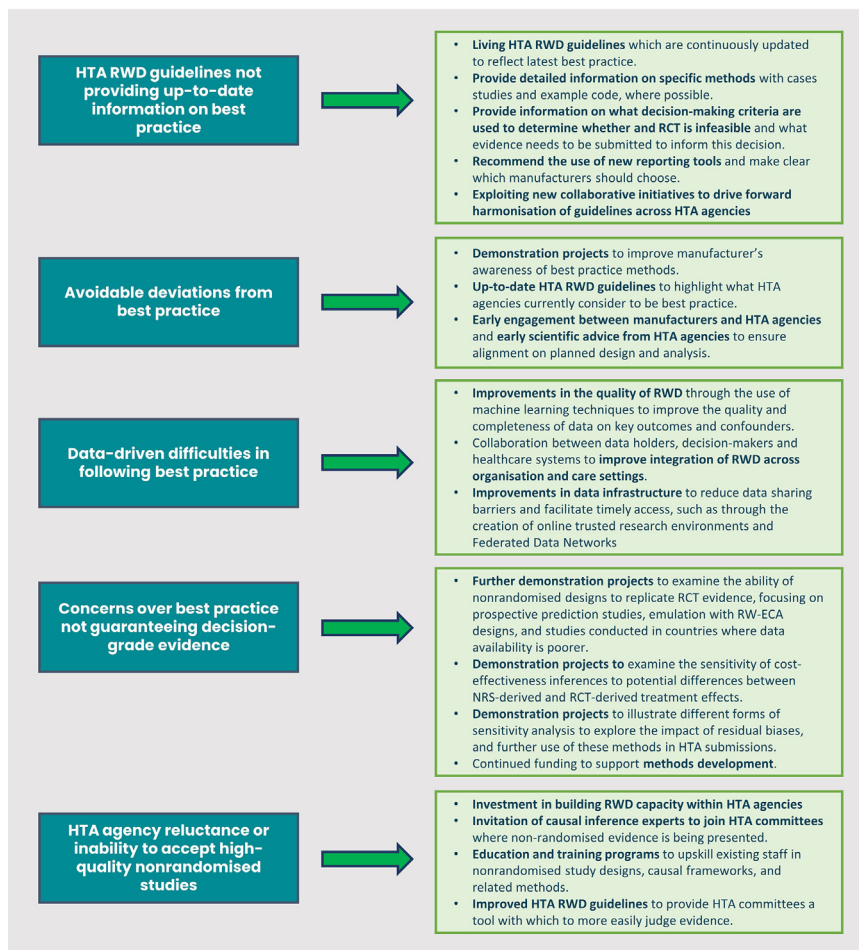 HTA RWD guidelines not
providing up-to-date
information on best
practice
• Living HTA RWD guidelines which are continuously updated
to reflect latest best practice.
• Provide detailed information on specific methods with cases
studies and example code, where possible.
• Provide information on what decision-making criteria are
used to determine whether and RCT is infeasible and what
evidence needs to be submitted to inform this decision.
• Recommend the use of new reporting tools and make clear
which manufacturers should choose.
• Exploiting new collaborative initiatives to drive forward
harmonisation of guidelines across HTA agencies
Avoidable deviations from
best practice
• Demonstration projects to improve manufacturer's
awareness of best practice methods.
• Up-to-date HTA RWD guidelines to highlight what HTA
agencies currently consider to be best practice.
• Early engagement between manufacturers and HTA agencies
and early scientific advice from HTA agencies to ensure
alignment on planned design and analysis.
Data-driven difficulties in
following best practice
• Improvements in the quality of RWD through the use of
machine learning techniques to improve the quality and
completeness of data on key outcomes and confounders.
• Collaboration between data holders, decision-makers and
healthcare systems to improve integration of RWD across
organisation and care settings.
• Improvements in data infrastructure to reduce data sharing
barriers and facilitate timely access, such as through the
creation of online trusted research environments and
Federated Data Networks
Concerns over best practice
not guaranteeing decision-
grade evidence
• Further demonstration projects to examine the ability of
nonrandomised designs to replicate RCT evidence, focusing on
prospective prediction studies, emulation with RW-ECA
designs, and studies conducted in countries where data
availability is poorer.
• Demonstration projects to examine the sensitivity of cost-
effectiveness inferences to potential differences between
NRS-derived and RCT-derived treatment effects.
• Demonstration projects to illustrate different forms of
sensitivity analysis to explore the impact of residual biases,
and further use of these methods in HTA submissions.
• Continued funding to support methods development.
HTA agency reluctance or
inability to accept high-
quality nonrandomised
studies
• Investment in building RWD capacity within HTA agencies
• Invitation of causal inference experts to join HTA committees
where non-randomised evidence is being presented.
• Education and training programs to upskill existing staff in
nonrandomised study designs, causal frameworks, and
related methods.
• Improved HTA RWD guidelines to provide HTA committees a
tool with which to more easily judge evidence.